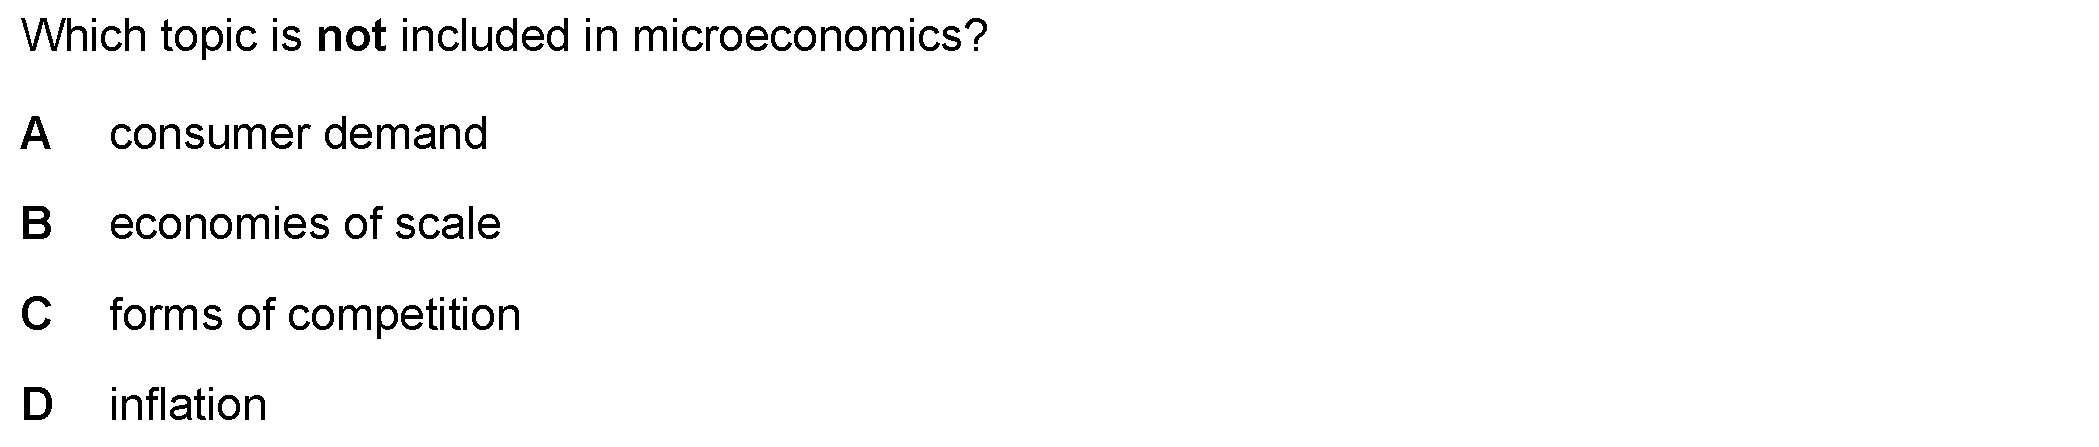 Which topic is not included in microeconomics?
A consumer demand
B economies of scale
C forms of competition
D inflation